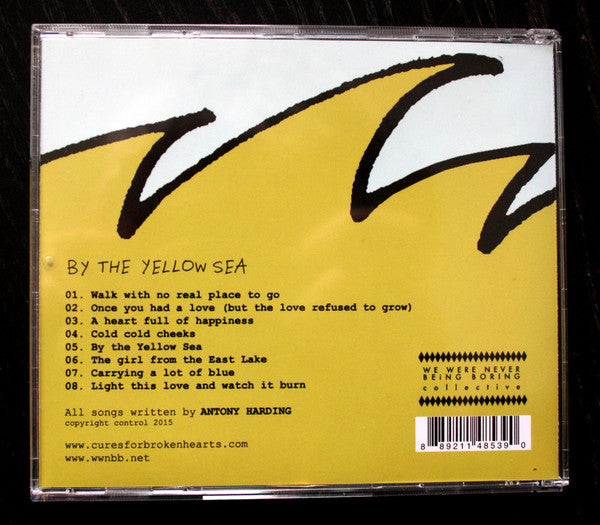 BY THE YELLOW SEA
01. Walk with no real place to go
02. Once you had a love (but the love refused to grow)
03. A heart full of happiness
04. Cold cold cheeks
05. By the Yellow Sea
06. The girl from the East Lake
07. Carrying a lot of blue
08. Light this love and watch it burn
All songs written by ANTONY HARDING
copyright control 2015
www.curesforbrokenhearts.com
www.wwnbb.net
WE WERE NEVER
BEiNG BORiNG
collective
8 89211 48539 0